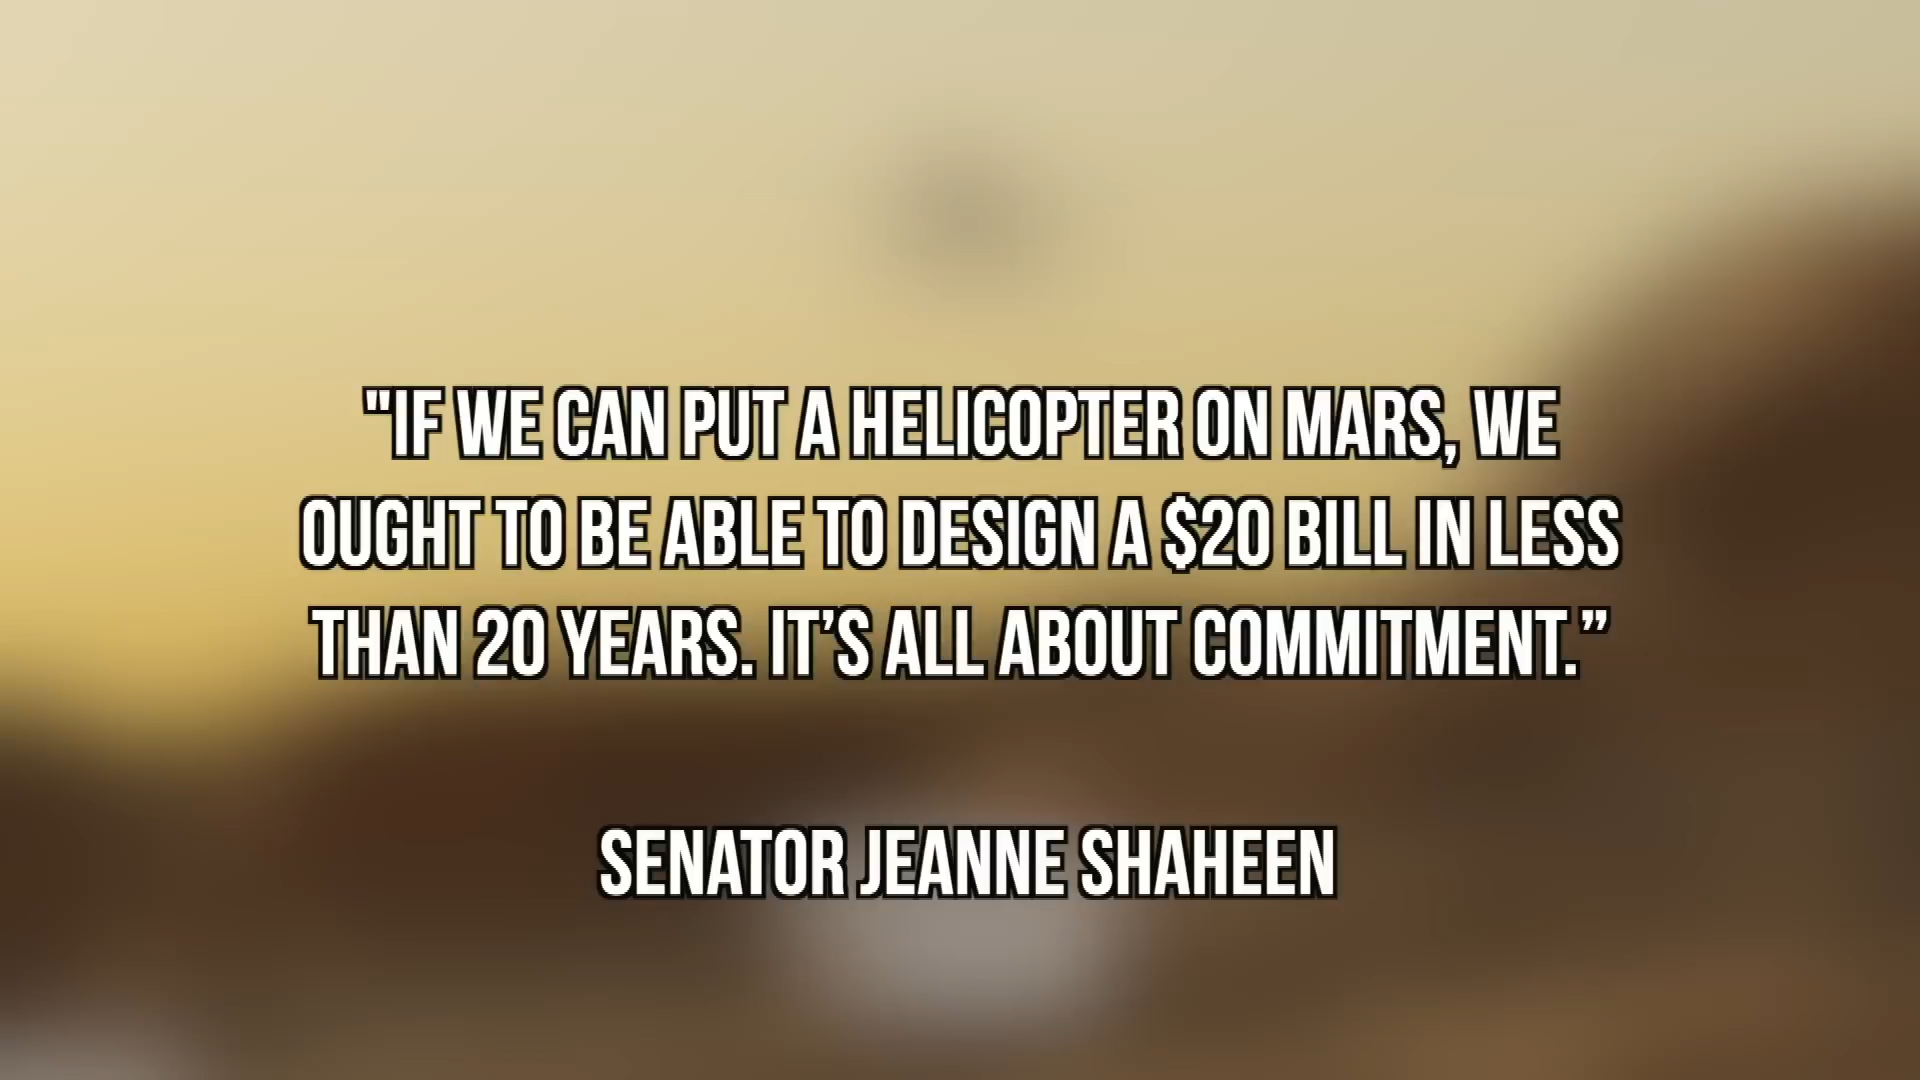 "IF WE CAN PUT A HELICOPTER ON MARS, WE
OUGHT TO BE ABLE TO DESIGN A $20 BILL IN LESS
THAN 20 YEARS. IT’S ALL ABOUT COMMITMENT.”
SENATOR JEANNE SHAHEEN